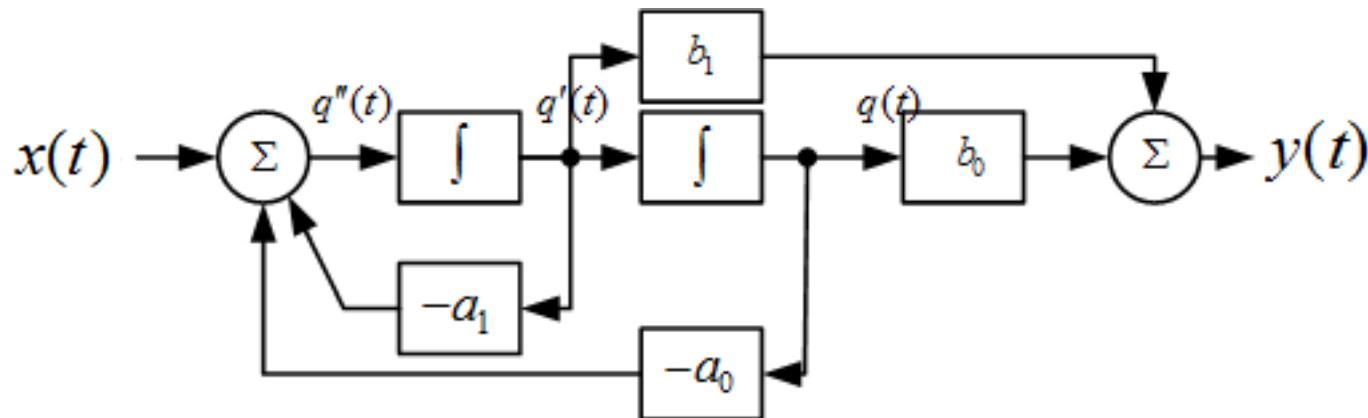 b₁
x(t) Σ q″(t) ∫ q′(t) ∫ q(t) b₀ Σ y(t)
−a₁
−a₀